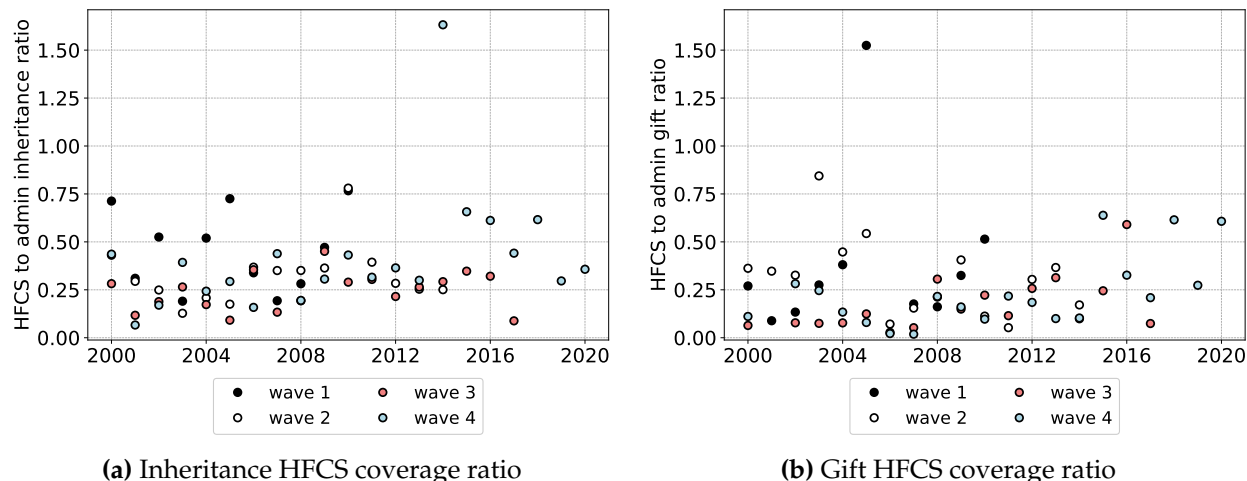 HFCS to admin inheritance ratio
1.50
1.25
1.00
0.75
0.50
0.25
0.00
2000 2004 2008 2012 2016 2020
wave 1 wave 3
wave 2 wave 4
(a) Inheritance HFCS coverage ratio
HFCS to admin gift ratio
1.50
1.25
1.00
0.75
0.50
0.25
0.00
2000 2004 2008 2012 2016 2020
wave 1 wave 3
wave 2 wave 4
(b) Gift HFCS coverage ratio